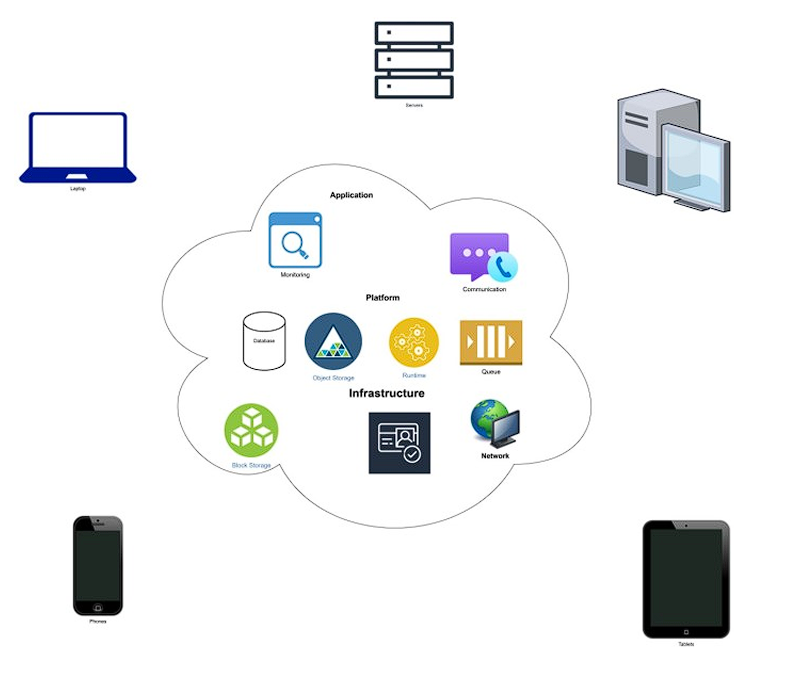 Servers
Laptop
Application
Monitoring
Communication
Platform
Database
Object Storage
Runtime
Queue
Infrastructure
Block Storage
Network
Phones
Tablets